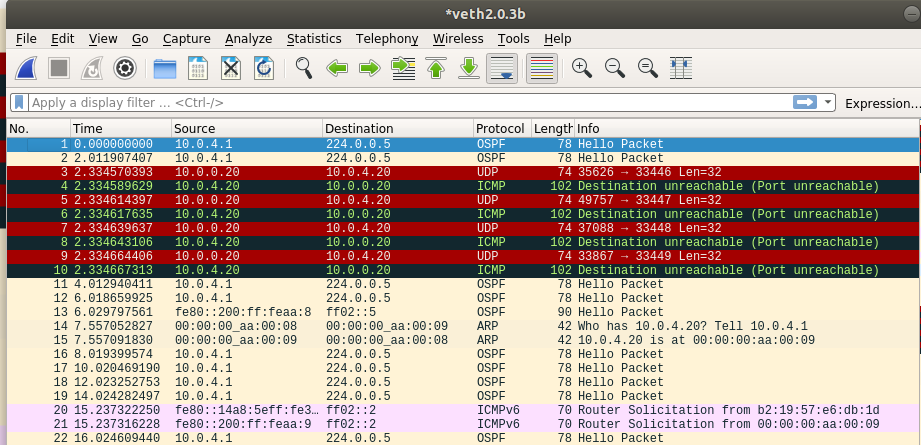 *veth2.0.3b
File Edit View Go Capture Analyze Statistics Telephony Wireless Tools Help
Apply a display filter ... <Ctrl-/> Expression...
No. Time Source Destination Protocol Length Info
1 0.000000000 10.0.4.1 224.0.0.5 OSPF 78 Hello Packet
2 2.011907407 10.0.4.1 224.0.0.5 OSPF 78 Hello Packet
3 2.334570393 10.0.0.20 10.0.4.20 UDP 74 35626 → 33446 Len=32
4 2.334589629 10.0.4.20 10.0.0.20 ICMP 102 Destination unreachable (Port unreachable)
5 2.334614397 10.0.0.20 10.0.4.20 UDP 74 49757 → 33447 Len=32
6 2.334617635 10.0.4.20 10.0.0.20 ICMP 102 Destination unreachable (Port unreachable)
7 2.334639637 10.0.0.20 10.0.4.20 UDP 74 37088 → 33448 Len=32
8 2.334643106 10.0.4.20 10.0.0.20 ICMP 102 Destination unreachable (Port unreachable)
9 2.334664406 10.0.0.20 10.0.4.20 UDP 74 33867 → 33449 Len=32
10 2.334667313 10.0.4.20 10.0.0.20 ICMP 102 Destination unreachable (Port unreachable)
11 4.012940411 10.0.4.1 224.0.0.5 OSPF 78 Hello Packet
12 6.018659925 10.0.4.1 224.0.0.5 OSPF 78 Hello Packet
13 6.029797561 fe80::200:ff:feaa:8 ff02::5 OSPF 90 Hello Packet
14 7.557052827 00:00:00_aa:00:08 00:00:00_aa:00:09 ARP 42 Who has 10.0.4.20? Tell 10.0.4.1
15 7.557091830 00:00:00_aa:00:09 00:00:00_aa:00:08 ARP 42 10.0.4.20 is at 00:00:00:aa:00:09
16 8.019399574 10.0.4.1 224.0.0.5 OSPF 78 Hello Packet
17 10.020469190 10.0.4.1 224.0.0.5 OSPF 78 Hello Packet
18 12.023252753 10.0.4.1 224.0.0.5 OSPF 78 Hello Packet
19 14.024282497 10.0.4.1 224.0.0.5 OSPF 78 Hello Packet
20 15.237322250 fe80::14a8:5eff:fe3… ff02::2 ICMPv6 70 Router Solicitation from b2:19:57:e6:db:1d
21 15.237316228 fe80::200:ff:feaa:9 ff02::2 ICMPv6 70 Router Solicitation from 00:00:00:aa:00:09
22 16.024609440 10.0.4.1 224.0.0.5 OSPF 78 Hello Packet